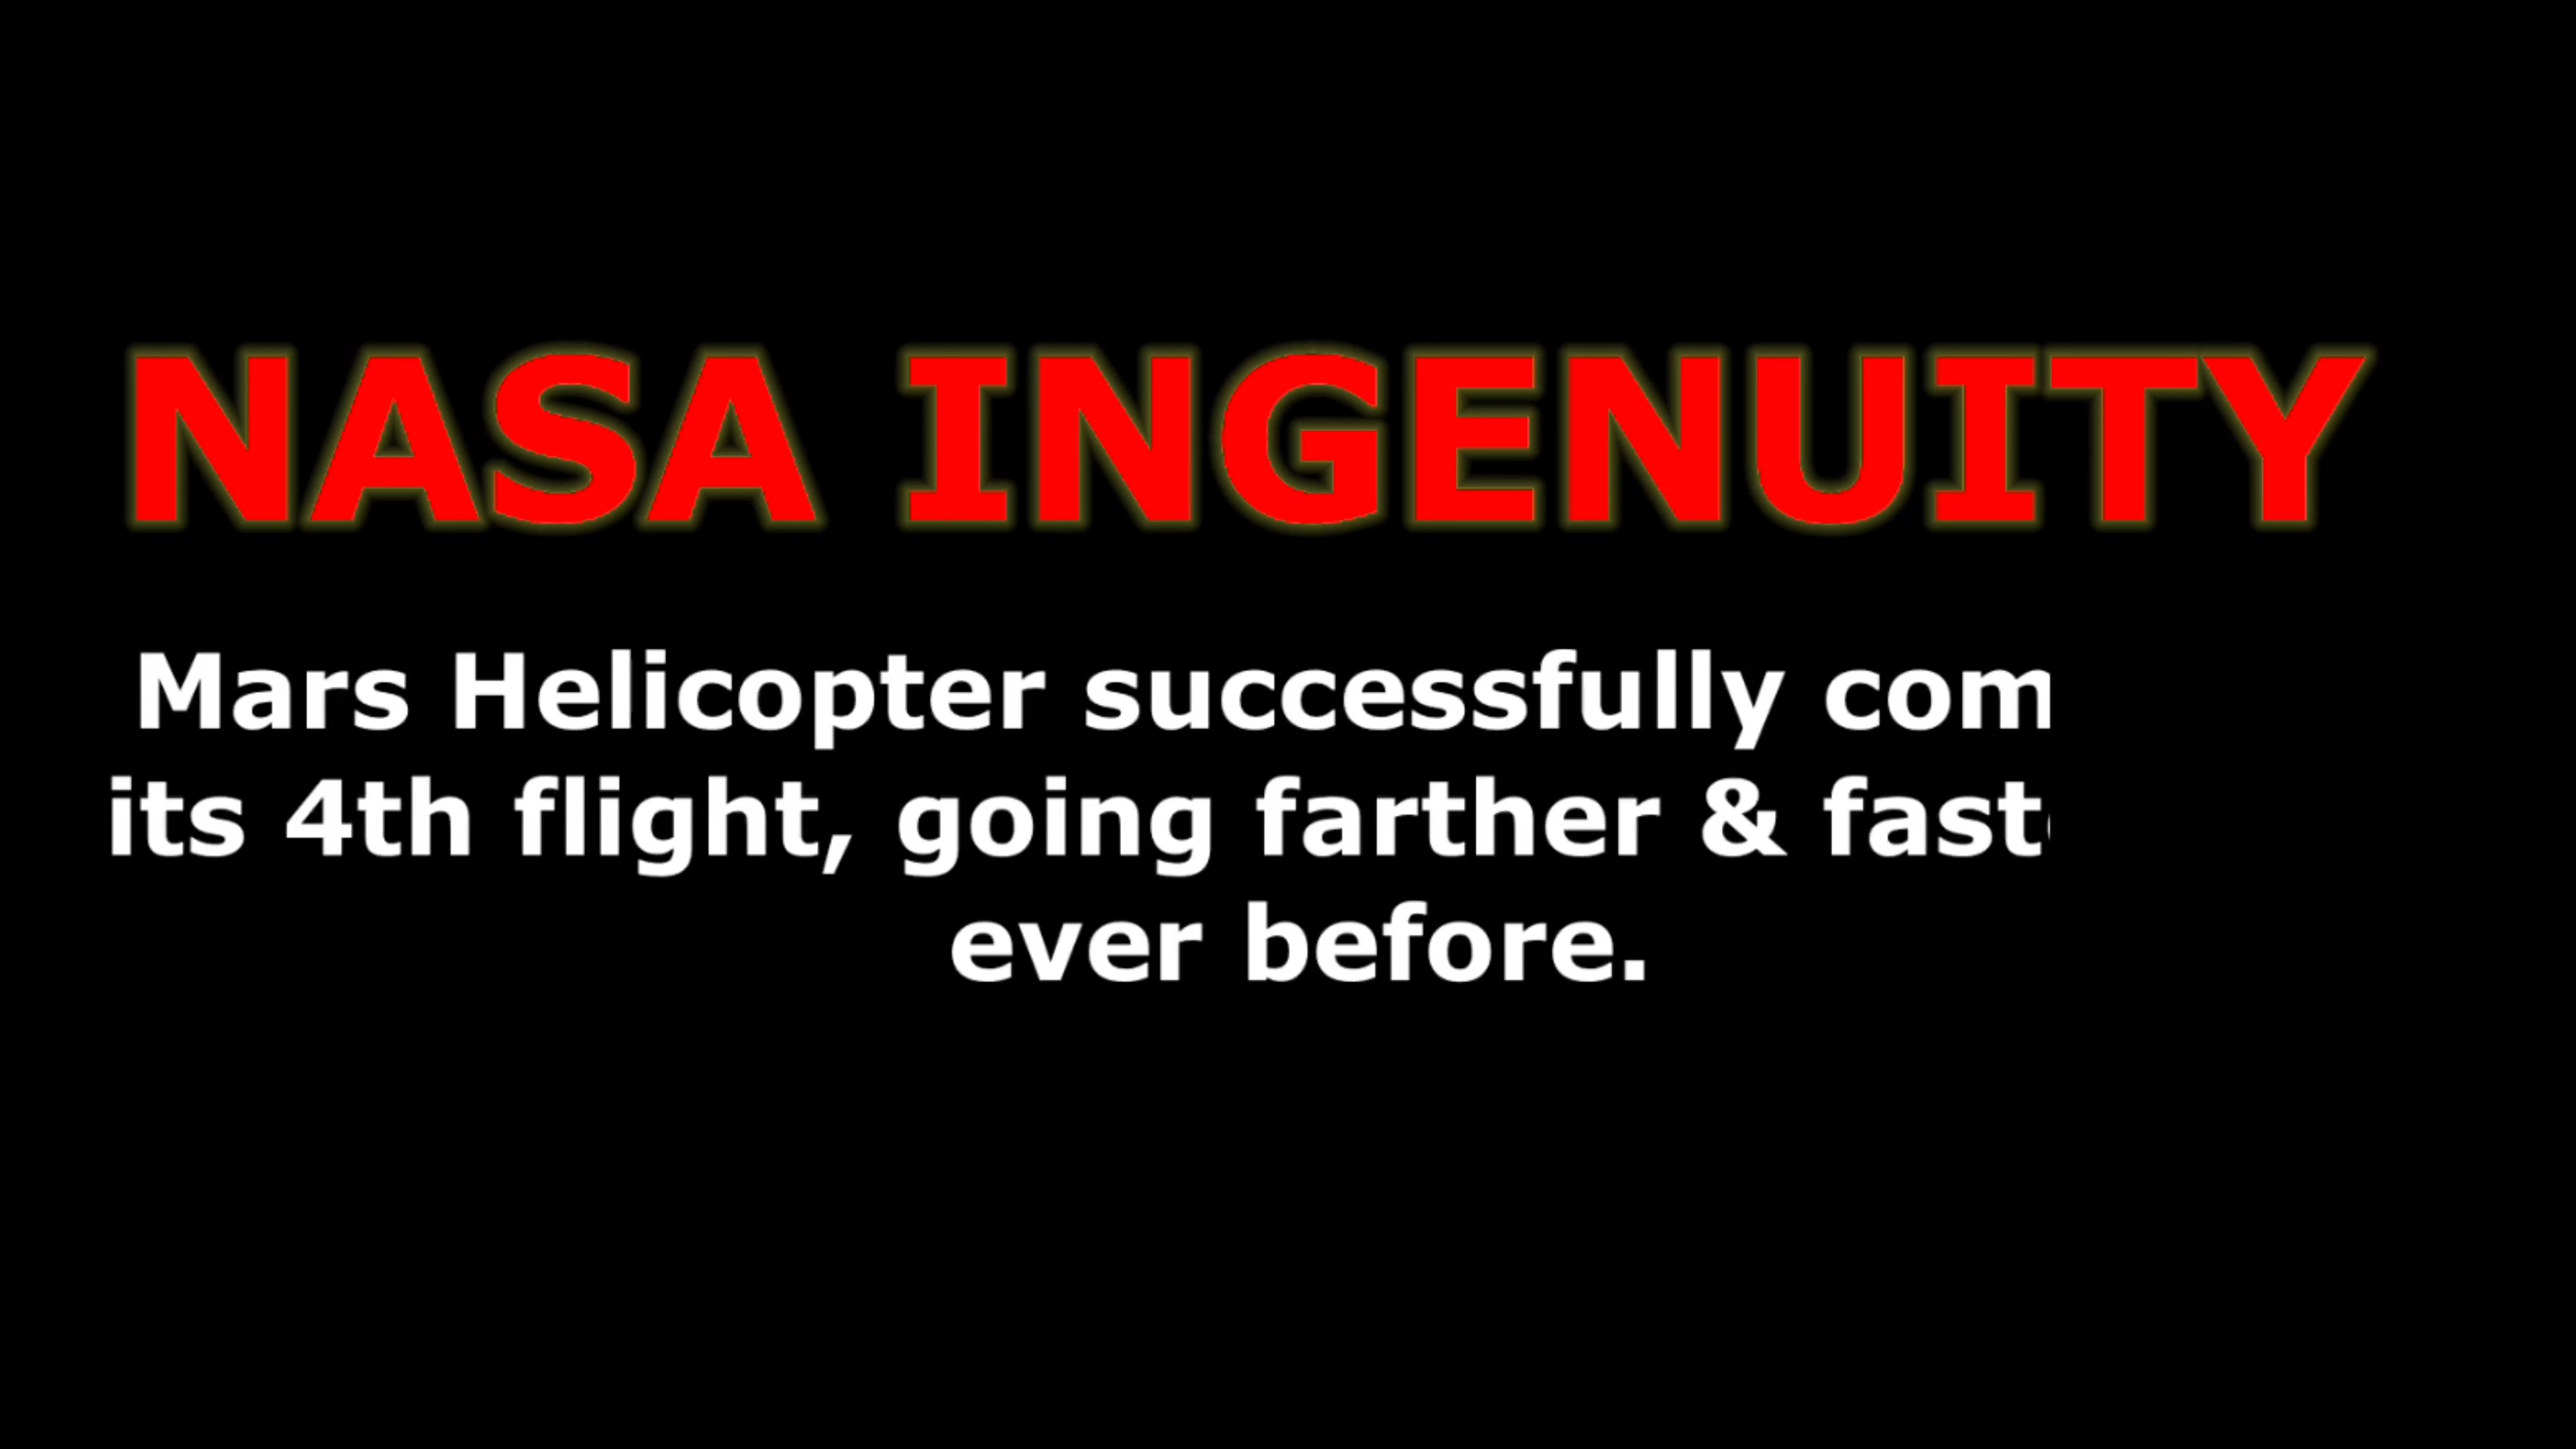 NASA INGENUITY
Mars Helicopter successfully com
its 4th flight, going farther & fast
ever before.